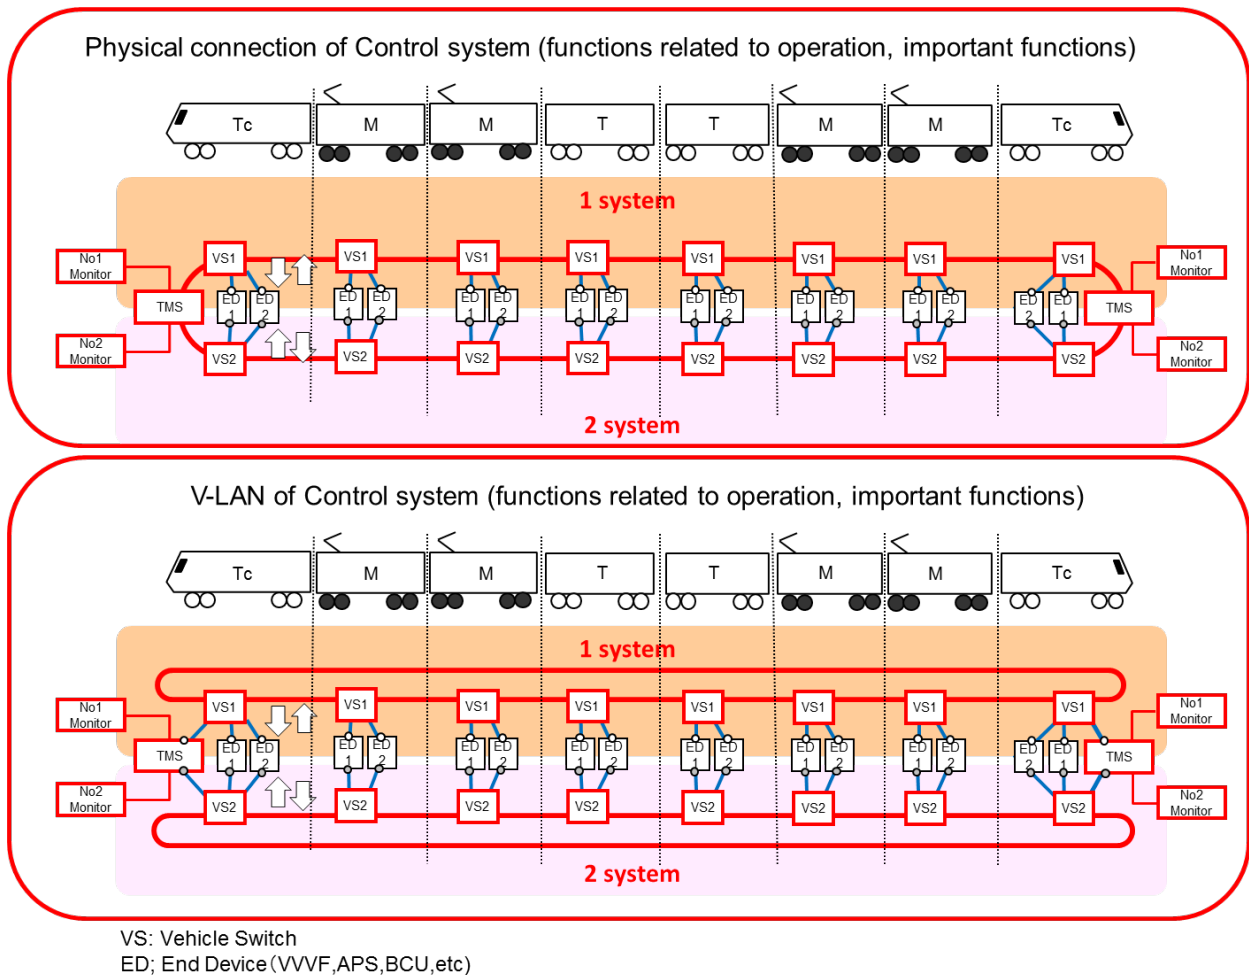 Physical connection of Control system (functions related to operation, important functions)
Tc M M T T M M Tc
1 system
No1
Monitor
VS1 VS1 VS1 VS1 VS1 VS1 VS1 VS1
No1
Monitor
TMS
ED
1
ED
2
ED
1
ED
2
ED
1
ED
2
ED
1
ED
2
ED
1
ED
2
ED
1
ED
2
ED
1
ED
2
ED
2
ED
1
TMS
No2
Monitor
VS2 VS2 VS2 VS2 VS2 VS2 VS2 VS2
No2
Monitor
2 system
V-LAN of Control system (functions related to operation, important functions)
Tc M M T T M M Tc
1 system
No1
Monitor
VS1 VS1 VS1 VS1 VS1 VS1 VS1 VS1
No1
Monitor
TMS
ED
1
ED
2
ED
1
ED
2
ED
1
ED
2
ED
1
ED
2
ED
1
ED
2
ED
1
ED
2
ED
1
ED
2
ED
2
ED
1
TMS
No2
Monitor
VS2 VS2 VS2 VS2 VS2 VS2 VS2 VS2
No2
Monitor
2 system
VS: Vehicle Switch
ED; End Device(VVVF,APS,BCU,etc)